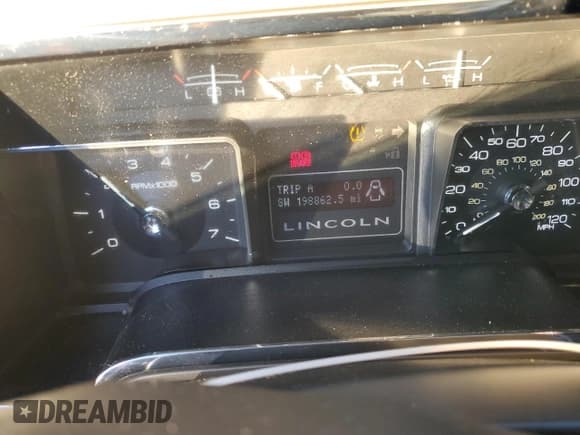 L H F C H L H
1 2 3 4 5 6 7 0
RPMx1000
TRIP A 0.0
SW 198862.5 mi
LINCOLN
0 10 20 30 40 50 60 70 80 90 100 110 120
MPH
DREAMBID